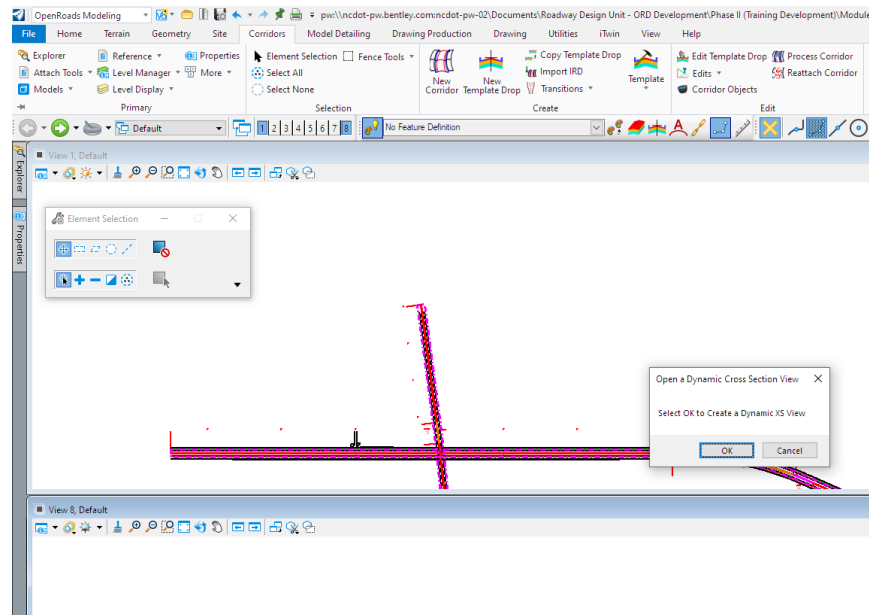 OpenRoads Modeling
pw:\\ncdot-pw.bentley.com:ncdot-pw-02\Documents\Roadway Design Unit - ORD Development\Phase II (Training Development)\Module
File Home Terrain Geometry Site Corridors Model Detailing Drawing Production Drawing Utilities iTwin View Help
Explorer Reference Properties Element Selection Fence Tools Copy Template Drop Edit Template Drop Process Corridor
Attach Tools Level Manager More Select All Import IRD Edits Reattach Corridor
Models Level Display Select None New Corridor New Template Drop Transitions Template Corridor Objects
Primary Selection Create Edit
Default 1 2 3 4 5 6 7 8 No Feature Definition
Explorer
Properties
View 1, Default
Element Selection
Open a Dynamic Cross Section View
Select OK to Create a Dynamic XS View
OK Cancel
View 8, Default